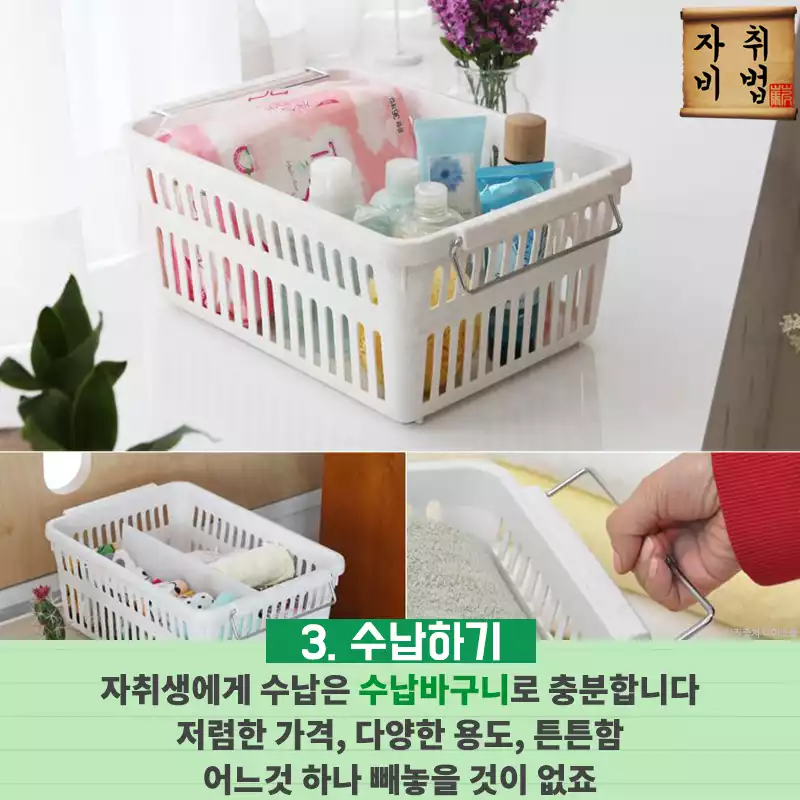 자취
비법
3. 수납하기
자취생에게 수납은 수납바구니로 충분합니다
저렴한 가격, 다양한 용도, 튼튼함
어느것 하나 빼놓을 것이 없죠